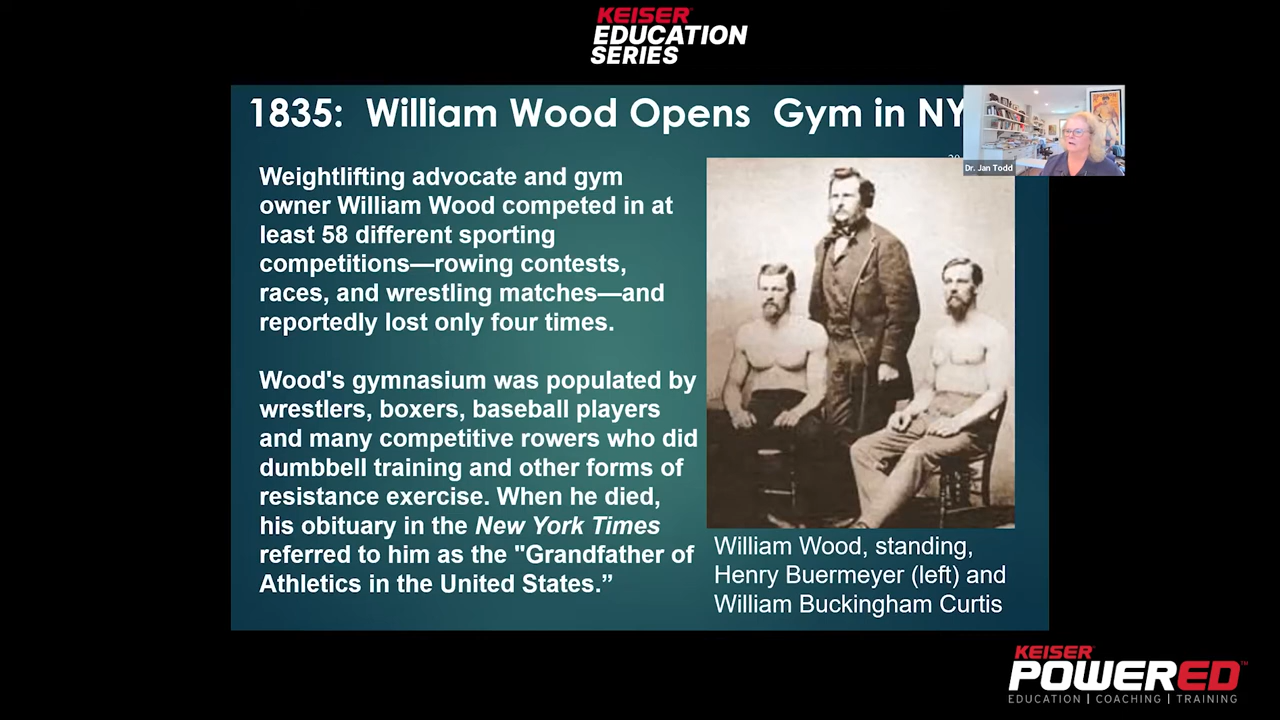 KEISER
EDUCATION
SERIES
1835: William Wood Opens Gym in NY
Dr. Jan Todd
Weightlifting advocate and gym
owner William Wood competed in at
least 58 different sporting
competitions—rowing contests,
races, and wrestling matches—and
reportedly lost only four times.
Wood's gymnasium was populated by
wrestlers, boxers, baseball players
and many competitive rowers who did
dumbbell training and other forms of
resistance exercise. When he died,
his obituary in the New York Times
referred to him as the "Grandfather of
Athletics in the United States.”
William Wood, standing,
Henry Buermeyer (left) and
William Buckingham Curtis
KEISER
POWERED™
EDUCATION | COACHING | TRAINING